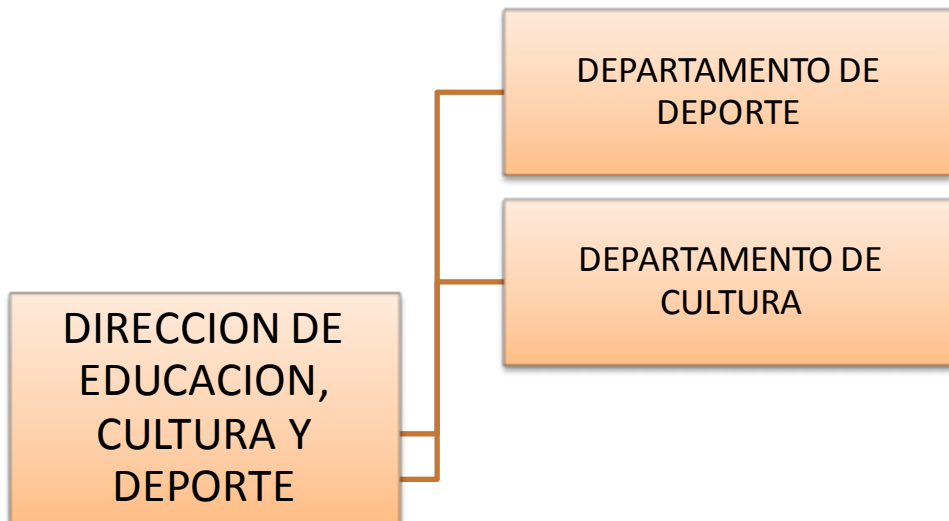 DEPARTAMENTO DE
DEPORTE
DEPARTAMENTO DE
CULTURA
DIRECCION DE
EDUCACION,
CULTURA Y
DEPORTE